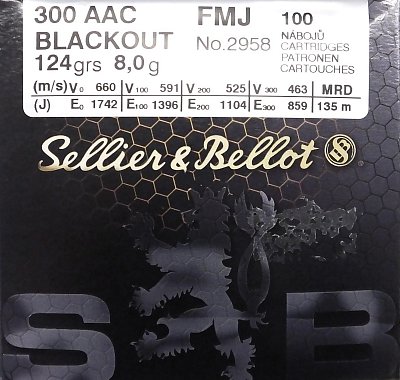 300 AAC FMJ 100
BLACKOUT No.2958 NÁBOJŮ
CARTRIDGES
124grs 8,0g PATRONEN
CARTOUCHES
(m/s) V0 660 V100 591 V200 525 V300 463 MRD
(J) E0 1742 E100 1396 E200 1104 E300 859 135 m
Sellier & Bellot SB
S B